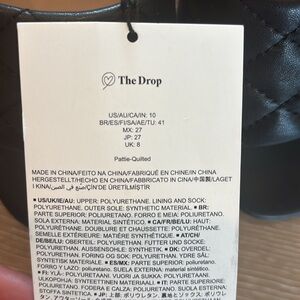 The Drop
US/AU/CA/IN: 10
BR/ES/FI/SA/AE/TU: 41
MX: 27
JP: 27
UK: 8
Pattie-Quilted
MADE IN CHINA/FEITO NA CHINA/FABRIQUÉ EN CHINE/IN CHINA
HERGESTELLT/HECHO EN CHINA/FABBRICATO IN CINA/中国製/LAGET
I KINA/صنع في الصين/ÇİN'DE ÜRETİLMİŞTİR
■ US/UK/IE/AU: UPPER: POLYURETHANE. LINING AND SOCK:
POLYURETHANE. OUTER SOLE: SYNTHETIC MATERIAL. ■ BR:
PARTE SUPERIOR: POLIURETANO. FORRO E MEIA: POLIURETANO.
SOLA EXTERNA: MATERIAL SINTÉTICO. ■ CA/FR/BE/LU:
POLYURÉTHANE. DOUBLURE ET CHAUSSETTE: POLYURÉTHANE.
SEMELLE EXTÉRIEURE: MATIÈRE SYNTHÉTIQUE. ■ AT/CH/
DE/BE/LU: OBERTEIL: POLYURETHAN. FUTTER UND SOCKE:
POLYURETHAN. AUSSENSOHLE: SYNTHETIK. ■ DK: OVERDEL:
POLYURETHAN. FORING OG SOK: POLYURETHAN. YDRE SÅL:
SYNTETISK MATERIALE. ■ ES/MX: PARTE SUPERIOR: poliuretano.
FORRO Y LAZO: poliuretano. SUELA EXTERNA: material sintético.
■ FI: YLÄ: POLYURETAANI. VUORI JA SUKKA: POLYURETAANI.